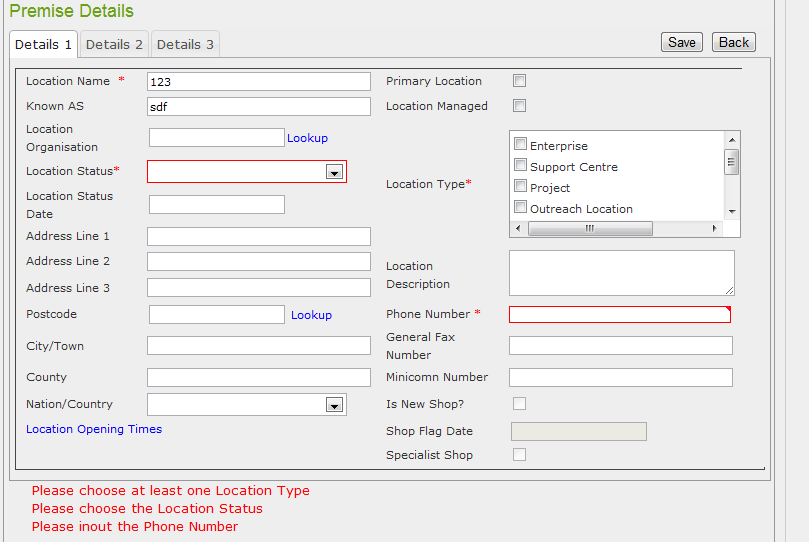 Premise Details
Details 1 Details 2 Details 3 Save Back
Location Name * 123
Known AS sdf
Location
Organisation
Lookup
Location Status*
Location Status
Date
Address Line 1
Address Line 2
Address Line 3
Postcode Lookup
City/Town
County
Nation/Country
Location Opening Times
Primary Location
Location Managed
Location Type*
Enterprise
Support Centre
Project
Outreach Location
Location
Description
Phone Number *
General Fax
Number
Minicomn Number
Is New Shop?
Shop Flag Date
Specialist Shop
Please choose at least one Location Type
Please choose the Location Status
Please inout the Phone Number